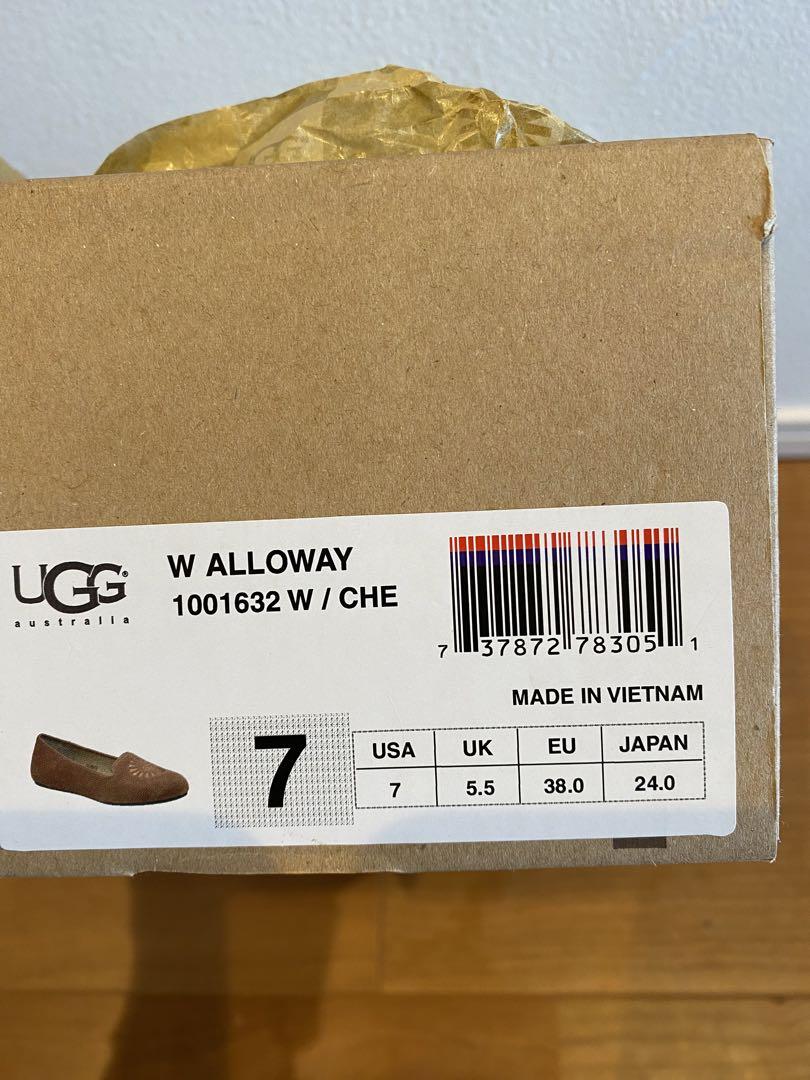 UGG®
australia
W ALLOWAY
1001632 W / CHE
7 37872 78305 1
MADE IN VIETNAM
7
USA UK EU JAPAN
7 5.5 38.0 24.0